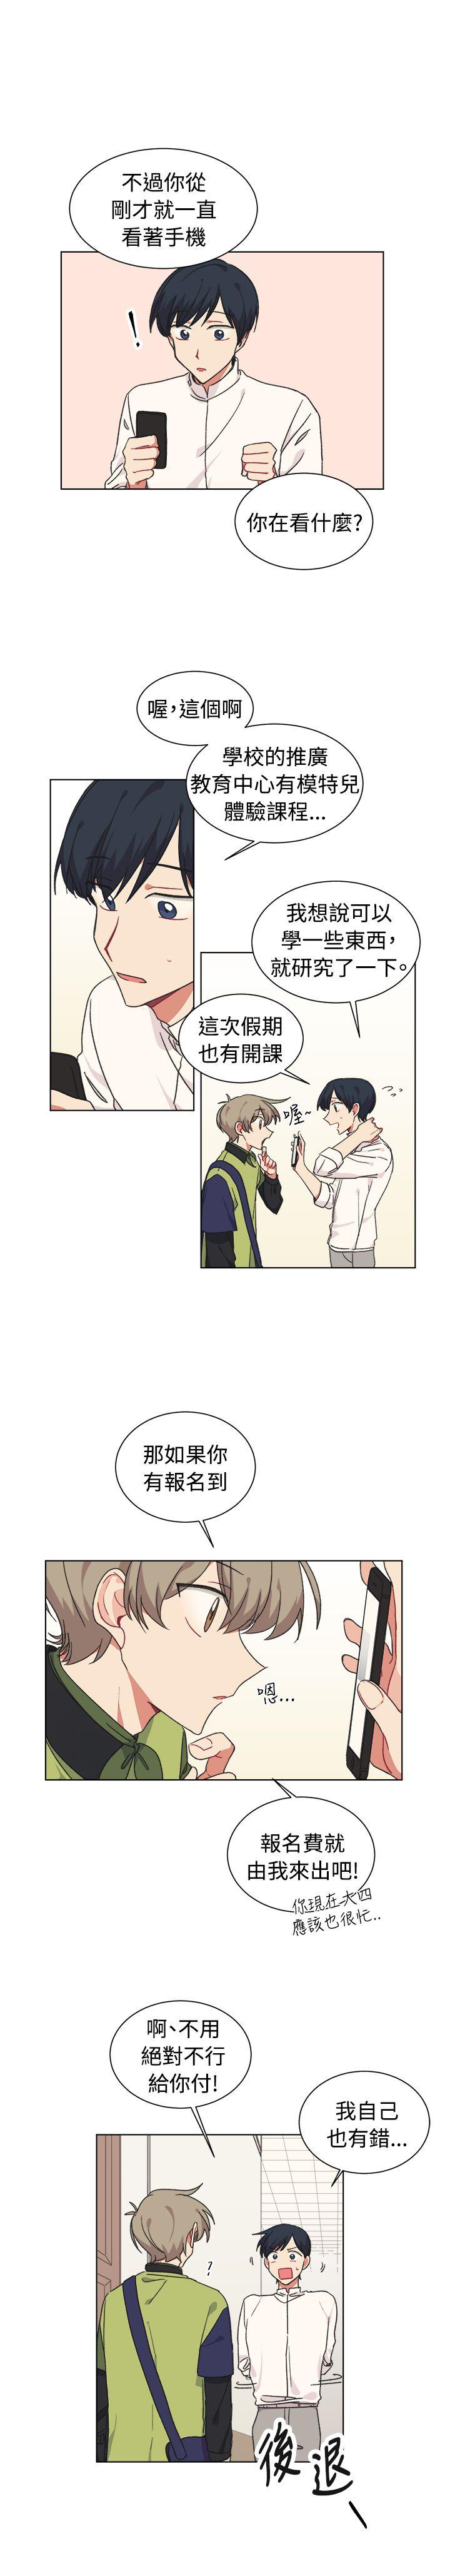 不過你從
剛才就一直
看著手機
!
你在看什麼?
喔,這個啊
學校的推廣
教育中心有模特兒
體驗課程...
我想說可以
學一些東西,
就研究了一下。
這次假期
也有開課
喔~
那如果你
有報名到
嗯...
報名費就
由我來出吧!
你現在大四
應該也很忙..
啊、不用
絕對不行
給你付!
我自己
也有錯...
?
後退